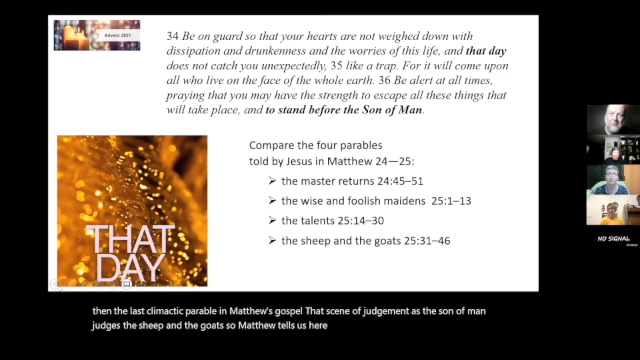 Advent 2021
34 Be on guard so that your hearts are not weighed down with
dissipation and drunkenness and the worries of this life, and that day
does not catch you unexpectedly, 35 like a trap. For it will come upon
all who live on the face of the whole earth. 36 Be alert at all times,
praying that you may have the strength to escape all these things that
will take place, and to stand before the Son of Man.
Compare the four parables
told by Jesus in Matthew 24—25:
➢ the master returns 24:45–51
➢ the wise and foolish maidens 25:1–13
➢ the talents 25:14–30
➢ the sheep and the goats 25:31–46
THAT
DAY
NO SIGNAL
then the last climactic parable in Matthew's gospel That scene of judgement as the son of man
judges the sheep and the goats so Matthew tells us here